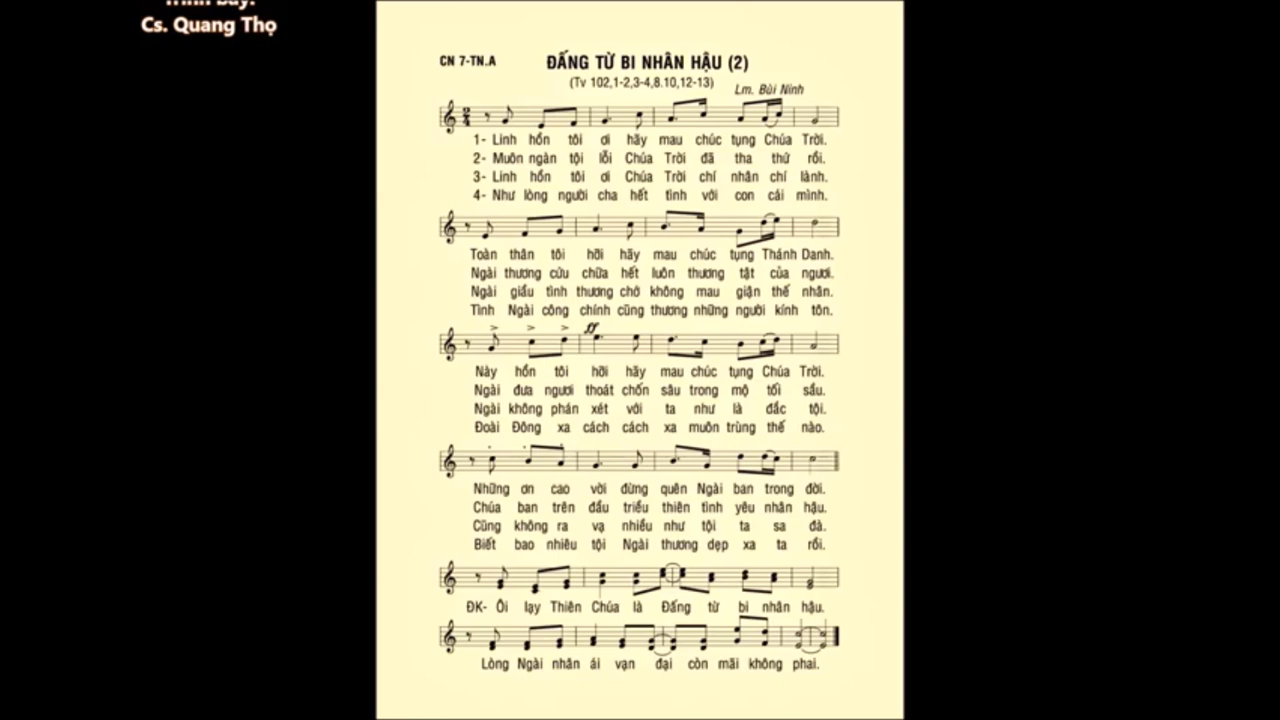 Trình bày:
Cs. Quang Thọ
CN 7-TN.A
ĐẤNG TỪ BI NHÂN HẬU (2)
(Tv 102,1-2,3-4,8.10,12-13)
Lm. Bùi Ninh
1- Linh hồn tôi ơi hãy mau chúc tụng Chúa Trời.
2- Muôn ngàn tội lỗi Chúa Trời đã tha thứ rồi.
3- Linh hồn tôi ơi Chúa Trời chí nhân chí lành.
4- Như lòng người cha hết tình với con cái mình.
Toàn thân tôi hỡi hãy mau chúc tụng Thánh Danh.
Ngài thương cứu chữa hết luôn thương tật của ngươi.
Ngài giầu tình thương chớ không mau giận thế nhân.
Tình Ngài công chính cũng thương những người kính tôn.
ff
Này hồn tôi hỡi hãy mau chúc tụng Chúa Trời.
Ngài đưa ngươi thoát chốn sâu trong mộ tối sầu.
Ngài không phán xét với ta như là đắc tội.
Đoài Đông xa cách cách xa muôn trùng thế nào.
Những ơn cao vời đừng quên Ngài ban trong đời.
Chúa ban trên đầu triều thiên tình yêu nhân hậu.
Cũng không ra vạ nhiều như tội ta sa đà.
Biết bao nhiêu tội Ngài thương dẹp xa ta rồi.
ĐK- Ôi lạy Thiên Chúa là Đấng từ bi nhân hậu.
Lòng Ngài nhân ái vạn đại còn mãi không phai.